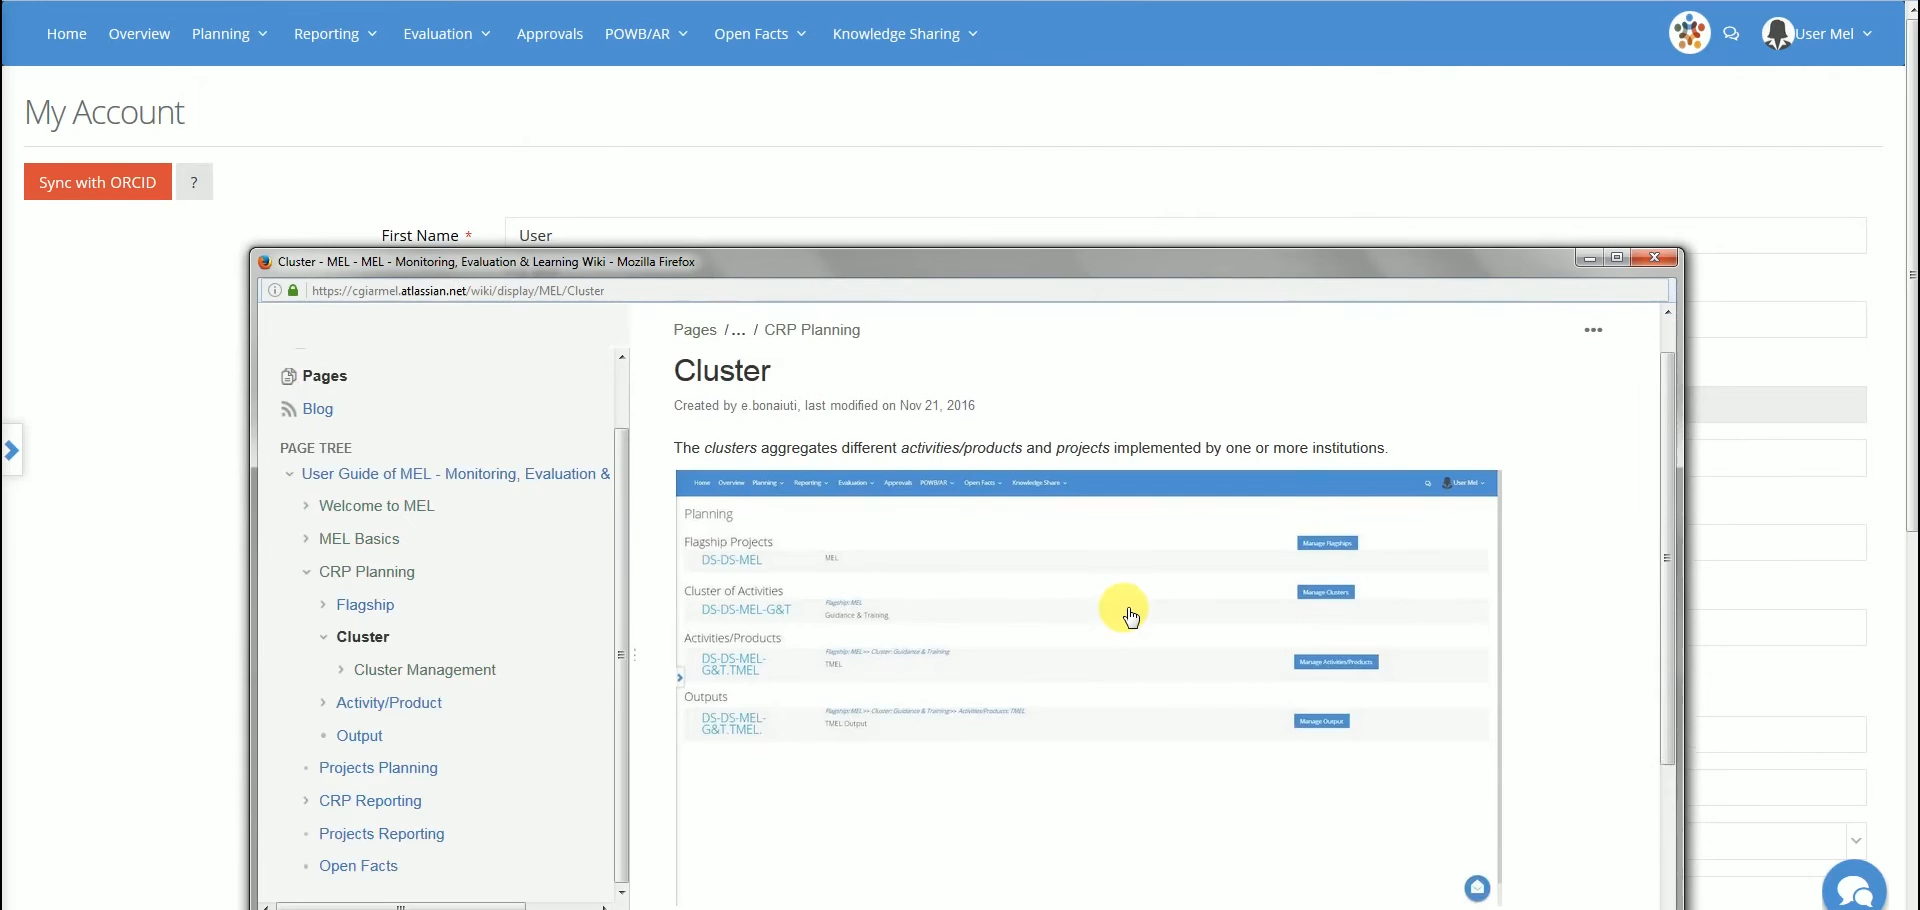 Home Overview Planning Reporting Evaluation Approvals POWB/AR Open Facts Knowledge Sharing User Mel
My Account
Sync with ORCID ?
First Name * User
Cluster - MEL - MEL - Monitoring, Evaluation & Learning Wiki - Mozilla Firefox
https://cgiarmel.atlassian.net/wiki/display/MEL/Cluster
Pages
Blog
PAGE TREE
User Guide of MEL - Monitoring, Evaluation &
Welcome to MEL
MEL Basics
CRP Planning
Flagship
Cluster
Cluster Management
Activity/Product
Output
Projects Planning
CRP Reporting
Projects Reporting
Open Facts
Pages /... / CRP Planning
Cluster
Created by e.bonaiuti, last modified on Nov 21, 2016
The clusters aggregates different activities/products and projects implemented by one or more institutions.
Home Overview Planning Reporting Evaluation Approvals POWB/AR Open Facts Knowledge Share User Mel
Planning
Flagship Projects Manage Flagships
DS-DS-MEL MEL
Cluster of Activities Manage Clusters
DS-DS-MEL-G&T Flagship: MEL
Guidance & Training
Activities/Products
DS-DS-MEL- Flagship: MEL>> Cluster: Guidance & Training
G&T.TMEL TMEL Manage Activities/Products
Outputs
DS-DS-MEL- Flagship: MEL>> Cluster: Guidance & Training>> Activities/Products: TMEL
G&T.TMEL. TMEL Output Manage Output